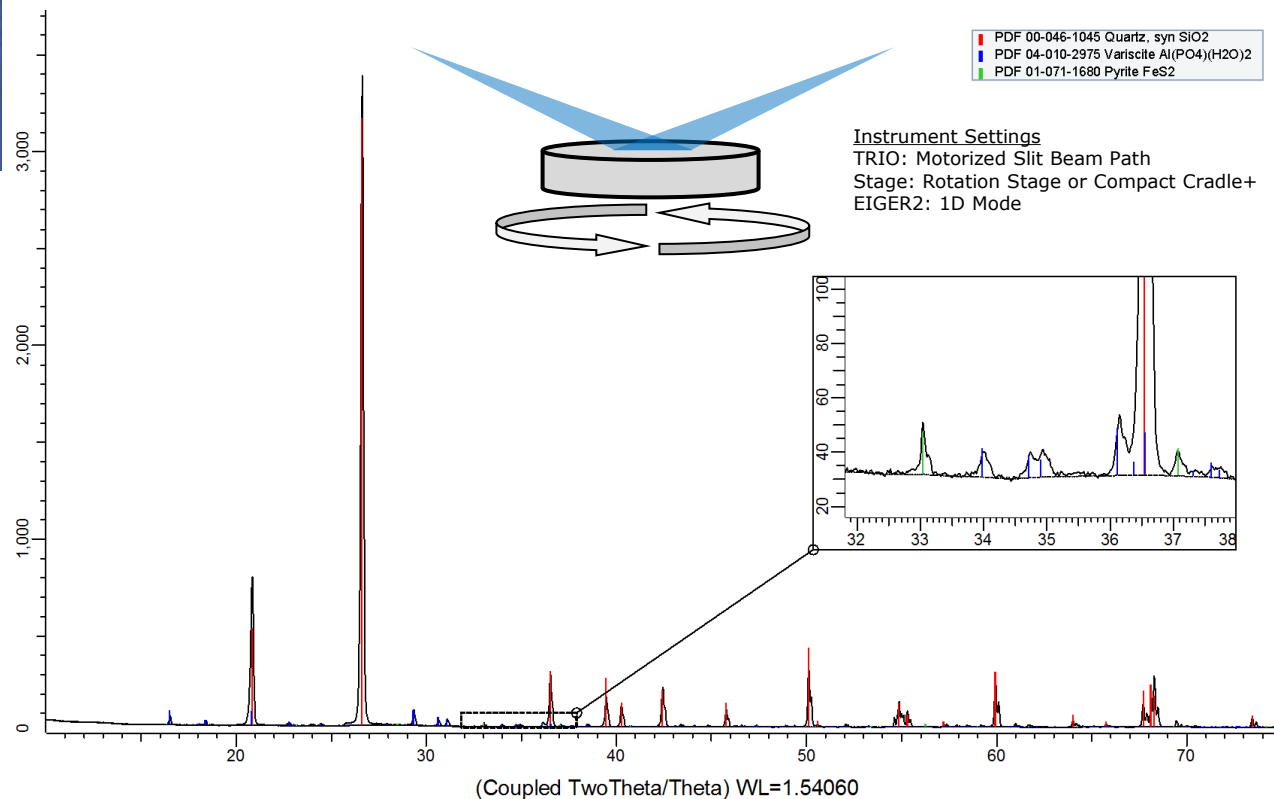 PDF 00-046-1045 Quartz, syn SiO2
PDF 04-010-2975 Variscite Al(PO4)(H2O)2
PDF 01-071-1680 Pyrite FeS2
Instrument Settings
TRIO: Motorized Slit Beam Path
Stage: Rotation Stage or Compact Cradle+
EIGER2: 1D Mode
3,000
2,000
1,000
0
100
80
60
40
20
32 33 34 35 36 37 38
20 30 40 50 60 70
(Coupled TwoTheta/Theta) WL=1.54060